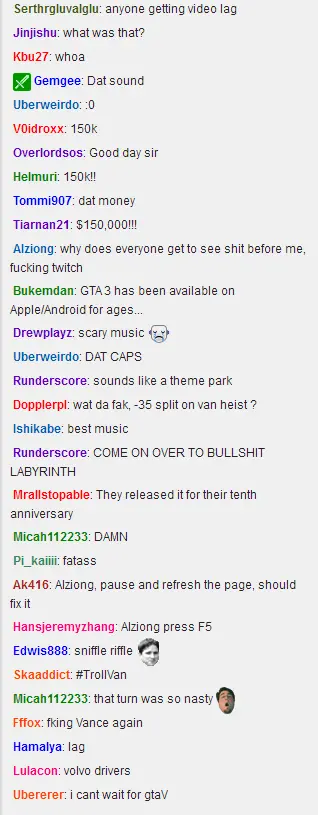 Serthrgluvalglu: anyone getting video lag
Jinjishu: what was that?
Kbu27: whoa
Gemgee: Dat sound
Uberweirdo: :0
V0idroxx: 150k
Overlordsos: Good day sir
Helmuri: 150k!!
Tommi907: dat money
Tiarnan21: $150,000!!!
Alziong: why does everyone get to see shit before me,
fucking twitch
Bukemdan: GTA 3 has been available on
Apple/Android for ages...
Drewplayz: scary music
Uberweirdo: DAT CAPS
Runderscore: sounds like a theme park
Dopplerpl: wat da fak, -35 split on van heist ?
Ishikabe: best music
Runderscore: COME ON OVER TO BULLSHIT
LABYRINTH
Mrallstopable: They released it for their tenth
anniversary
Micah112233: DAMN
Pi_kaiiii: fatass
Ak416: Alziong, pause and refresh the page, should
fix it
Hansjeremyzhang: Alziong press F5
Edwis888: sniffle riffle
Skaaddict: #TrollVan
Micah112233: that turn was so nasty
Fffox: fking Vance again
Hamalya: lag
Lulacon: volvo drivers
Ubererer: i cant wait for gtaV